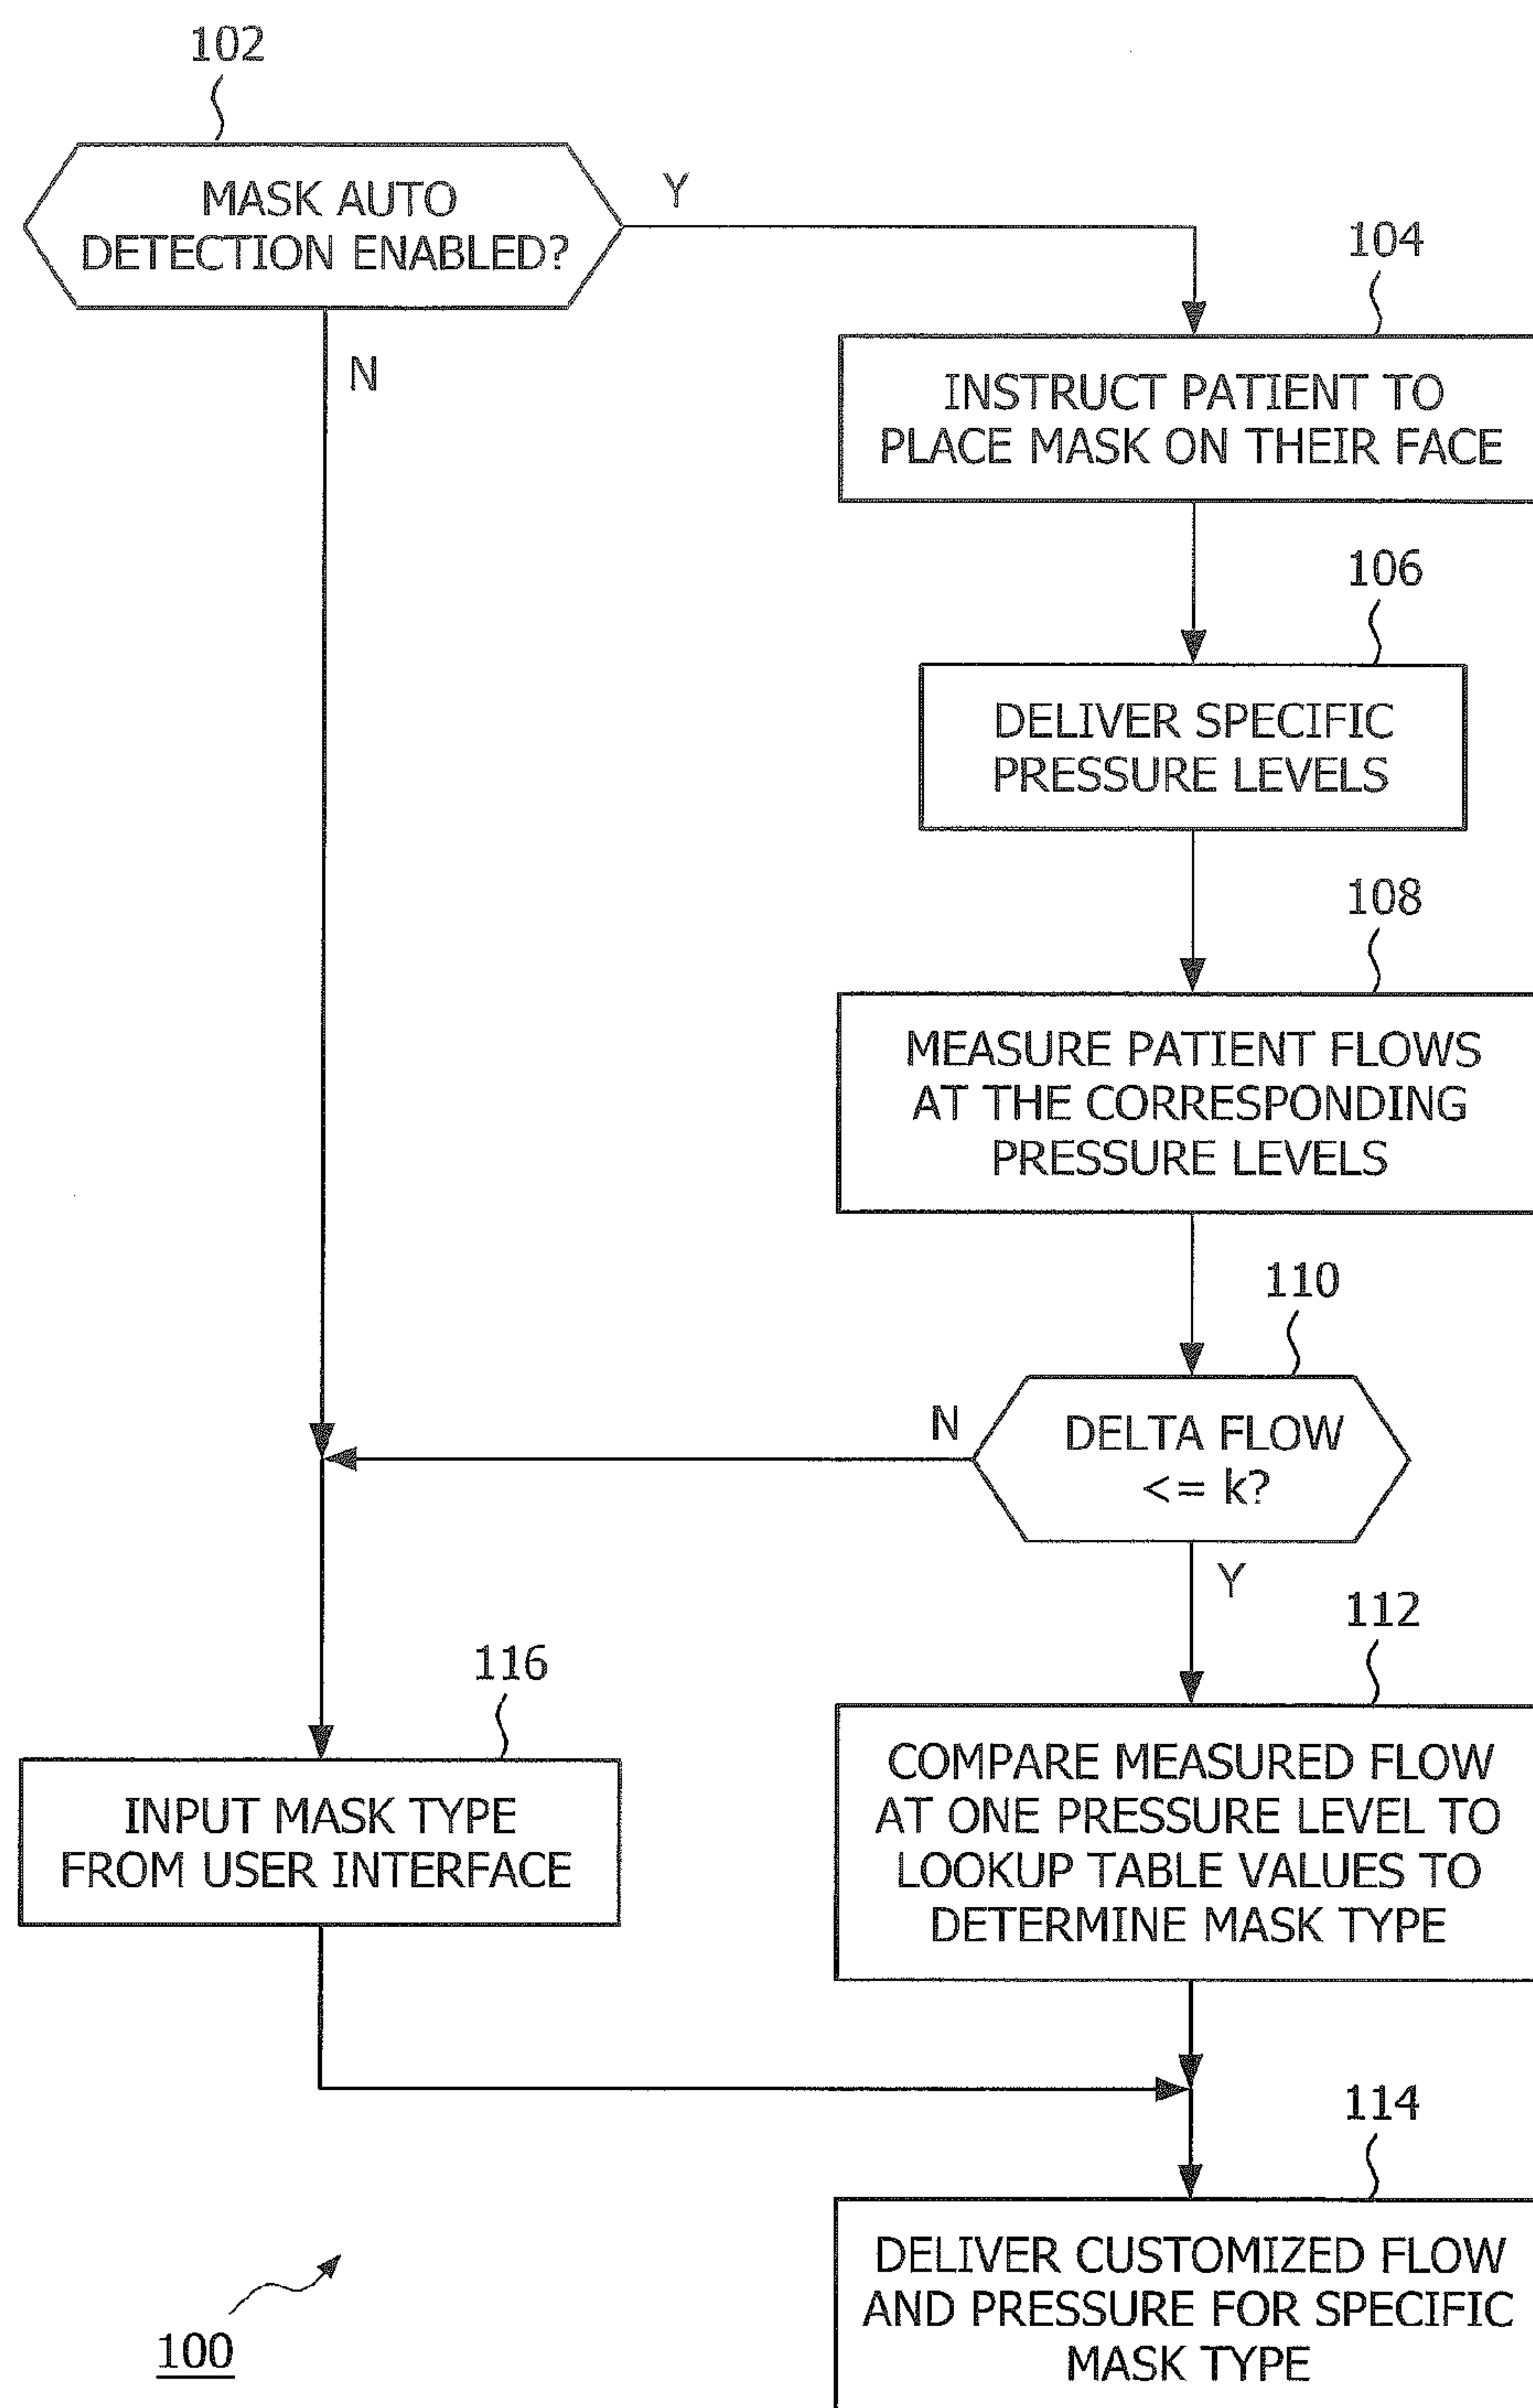 102
MASK AUTO
DETECTION ENABLED?
Y
N
104
INSTRUCT PATIENT TO
PLACE MASK ON THEIR FACE
106
DELIVER SPECIFIC
PRESSURE LEVELS
108
MEASURE PATIENT FLOWS
AT THE CORRESPONDING
PRESSURE LEVELS
110
DELTA FLOW
<= k?
N
Y
112
COMPARE MEASURED FLOW
AT ONE PRESSURE LEVEL TO
LOOKUP TABLE VALUES TO
DETERMINE MASK TYPE
116
INPUT MASK TYPE
FROM USER INTERFACE
114
DELIVER CUSTOMIZED FLOW
AND PRESSURE FOR SPECIFIC
MASK TYPE
100